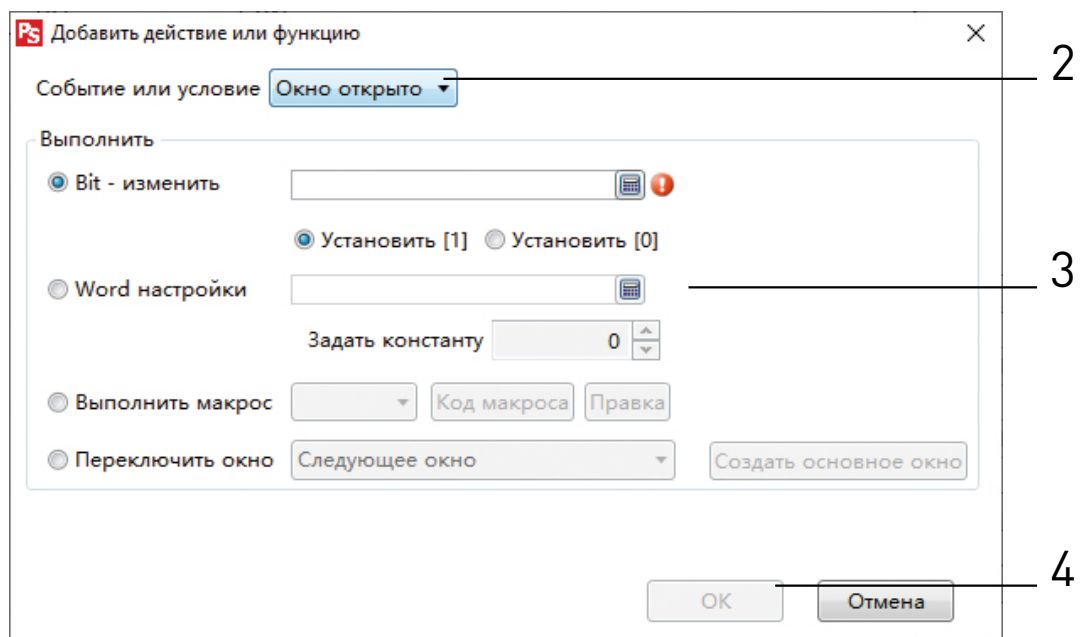 PS Добавить действие или функцию
Событие или условие Окно открыто 2
Выполнить
Bit - изменить
Установить [1] Установить [0]
Word настройки 3
Задать константу 0
Выполнить макрос Код макроса Правка
Переключить окно Следующее окно Создать основное окно
OK Отмена 4